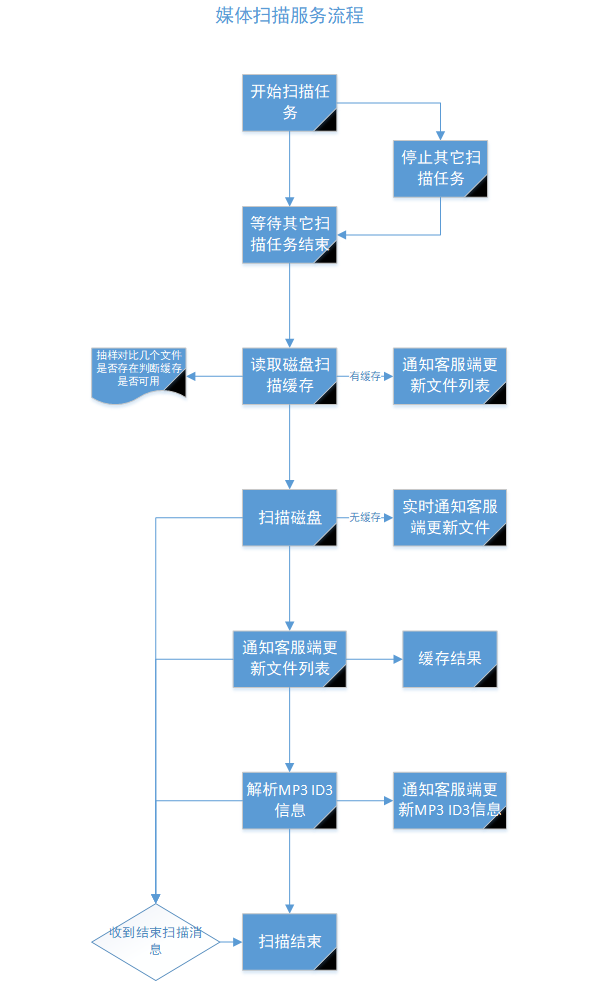 媒体扫描服务流程
开始扫描任
务
停止其它扫
描任务
等待其它扫
描任务结束
抽样对比几个文件
是否存在判断缓存
是否可用
读取磁盘扫
描缓存
有缓存
通知客服端更
新文件列表
扫描磁盘
无缓存
实时通知客服
端更新文件
通知客服端更
新文件列表
缓存结果
解析MP3 ID3
信息
通知客服端更
新MP3 ID3信息
收到结束扫描消
息
扫描结束